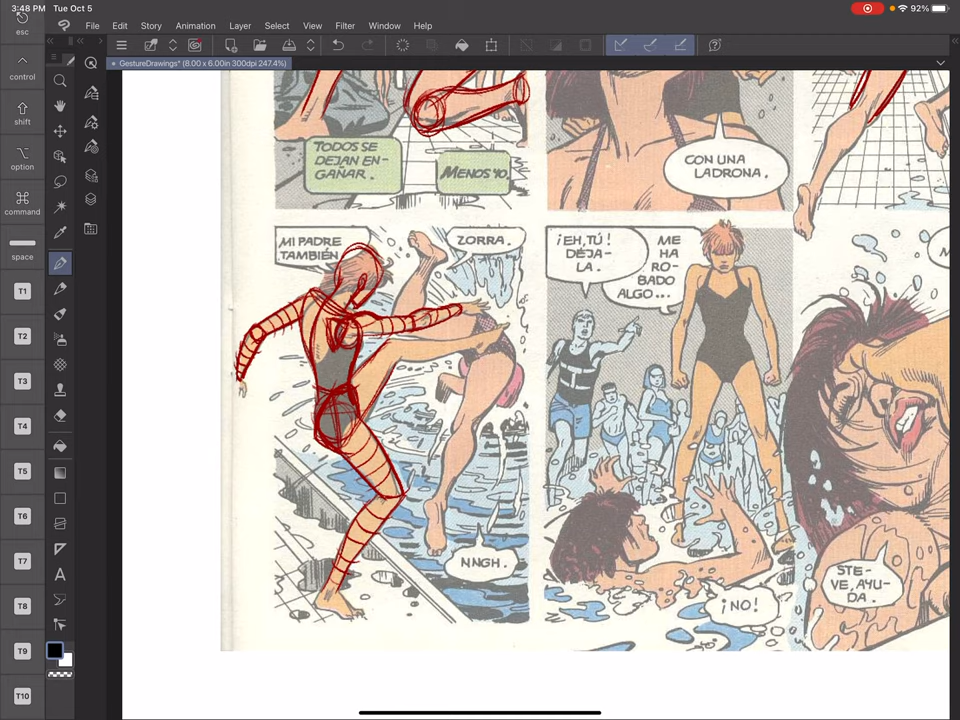 3:48 PM Tue Oct 5
92%
esc
control
shift
option
command
space
T1
T2
T3
T4
T5
T6
T7
T8
T9
T10
File Edit Story Animation Layer Select View Filter Window Help
GestureDrawings* (8.00 x 6.00in 300dpi 247.4%)
TODOS SE
DEJAN EN-
GAÑAR.
MENOS YO.
CON UNA
LADRONA.
MI PADRE
TAMBIÉN
ZORRA.
NNGH.
¡EH, TÚ!
DÉJA-
LA.
ME
HA
RO-
BADO
ALGO...
¡NO!
STE-
VE, AYU-
DA.